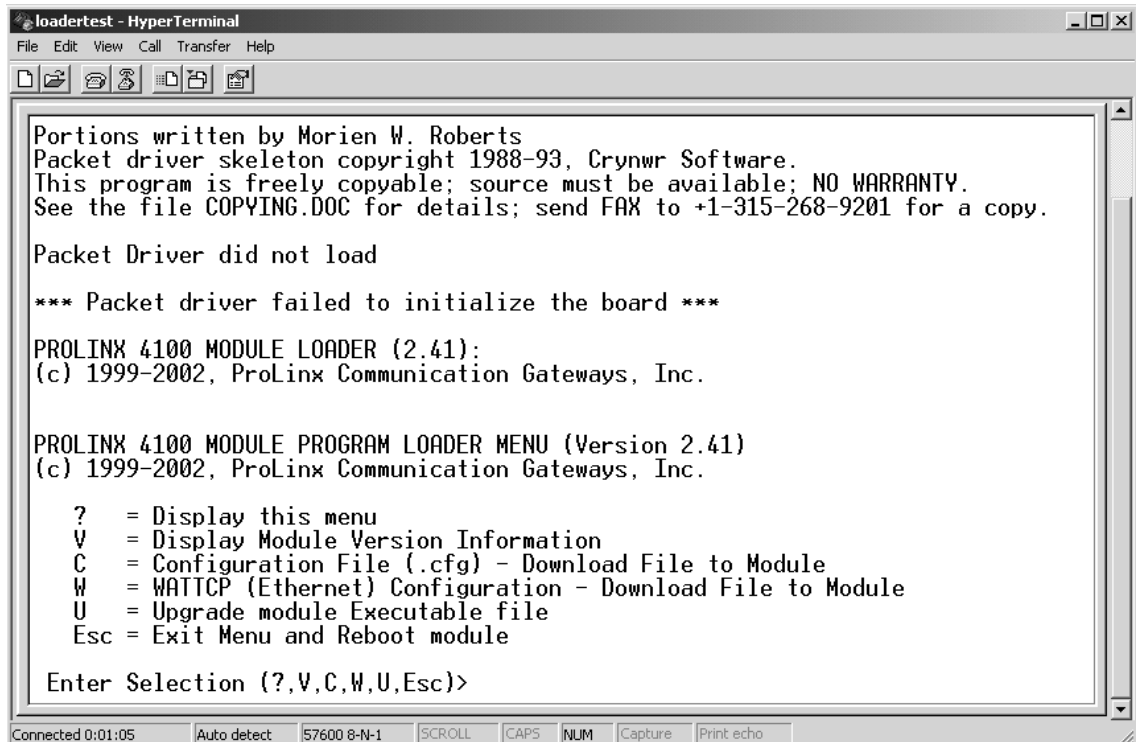 loadertest - HyperTerminal
File Edit View Call Transfer Help
Portions written by Morien W. Roberts
Packet driver skeleton copyright 1988-93, Crynwr Software.
This program is freely copyable; source must be available; NO WARRANTY.
See the file COPYING.DOC for details; send FAX to +1-315-268-9201 for a copy.
Packet Driver did not load
*** Packet driver failed to initialize the board ***
PROLINX 4100 MODULE LOADER (2.41):
(c) 1999-2002, ProLinx Communication Gateways, Inc.
PROLINX 4100 MODULE PROGRAM LOADER MENU (Version 2.41)
(c) 1999-2002, ProLinx Communication Gateways, Inc.
? = Display this menu
V = Display Module Version Information
C = Configuration File (.cfg) - Download File to Module
W = WATTCP (Ethernet) Configuration - Download File to Module
U = Upgrade module Executable file
Esc = Exit Menu and Reboot module
Enter Selection (?,V,C,W,U,Esc)>
Connected 0:01:05 Auto detect 57600 8-N-1 SCROLL CAPS NUM Capture Print echo